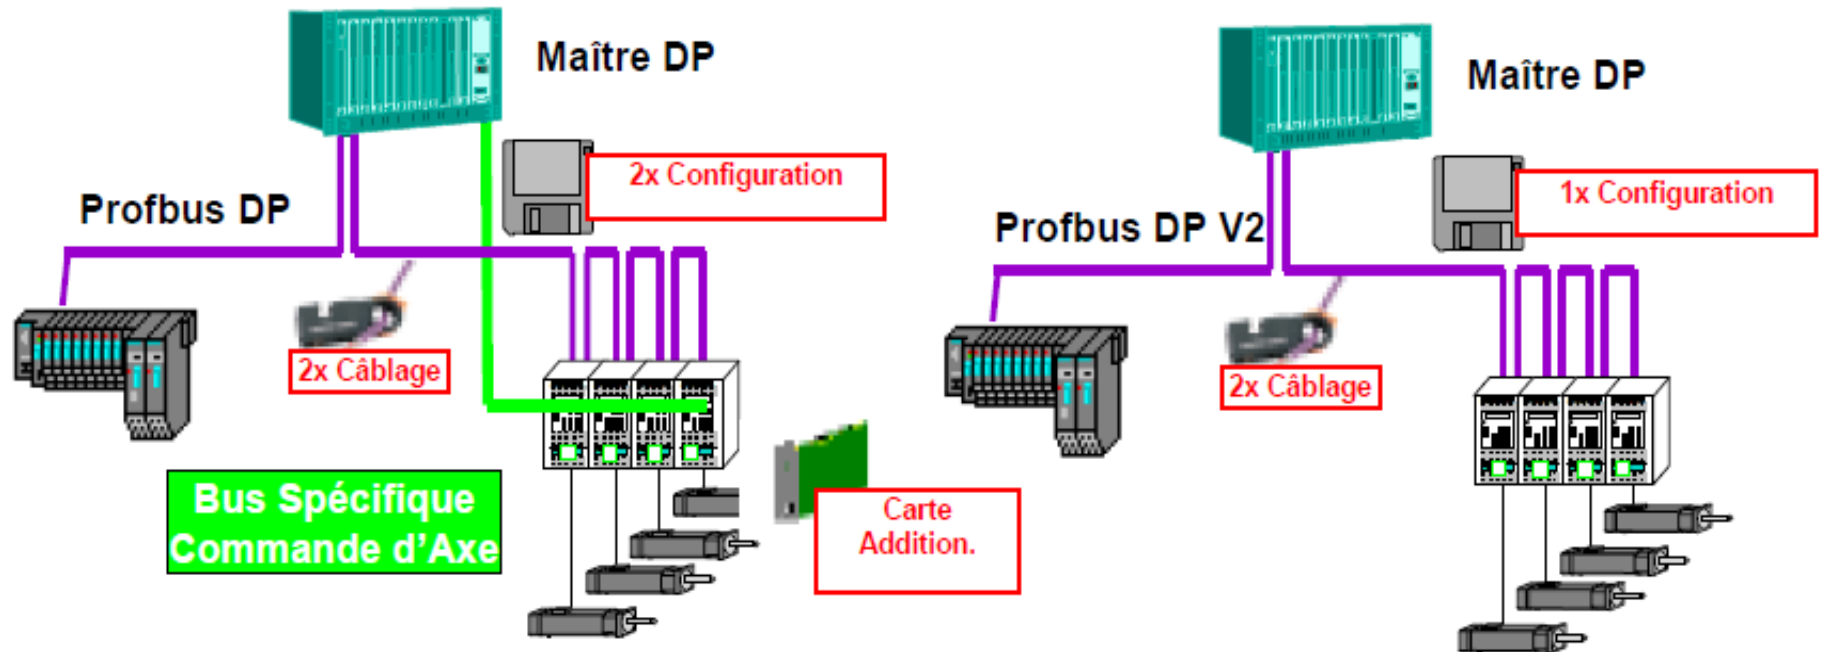 Maître DP
2x Configuration
Profbus DP
2x Câblage
Bus Spécifique
Commande d'Axe
Carte
Addition.
Maître DP
1x Configuration
Profbus DP V2
2x Câblage